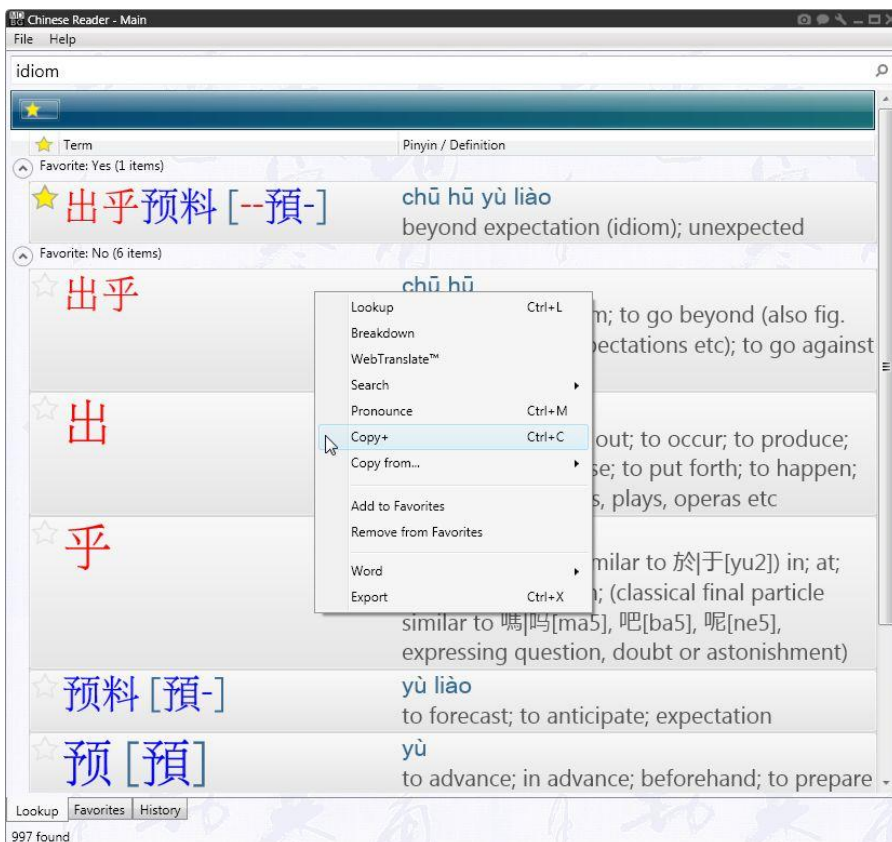 Chinese Reader - Main
File Help
idiom
Term Pinyin / Definition
Favorite: Yes (1 items)
出乎预料 [--預-]
chū hū yù liào
beyond expectation (idiom); unexpected
Favorite: No (6 items)
出乎
chū hū
to go beyond (also fig.
etc); to go against
出
out; to occur; to produce;
to put forth; to happen;
plays, operas etc
乎
to 於|于[yu2]) in; at;
(classical final particle
similar to 嗎|吗[ma5], 吧[ba5], 呢[ne5],
expressing question, doubt or astonishment)
预料 [預-]
yù liào
to forecast; to anticipate; expectation
预 [預]
yù
to advance; in advance; beforehand; to prepare
Lookup Ctrl+L
Breakdown
WebTranslate™
Search
Pronounce Ctrl+M
Copy+ Ctrl+C
Copy from...
Add to Favorites
Remove from Favorites
Word
Export Ctrl+X
Lookup Favorites History
997 found